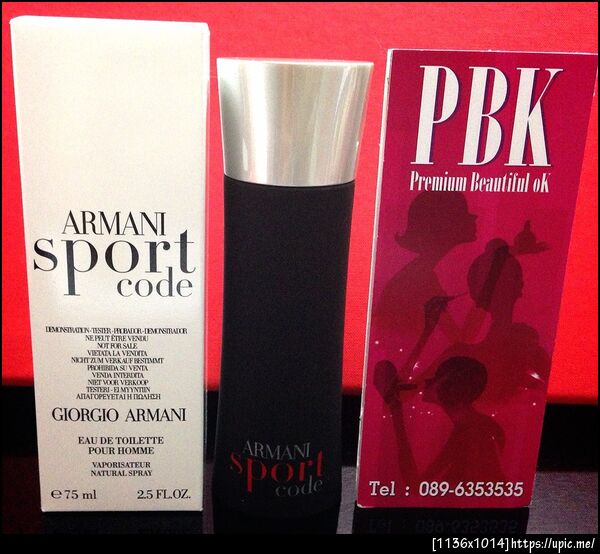 ARMANI
sport
code
DEMONSTRATION-TESTER-PROBADOR-DEMONSTRADOR
NE PEUT ÊTRE VENDU
NOT FOR SALE
VIETATA LA VENDITA
NICHT ZUM VERKAUF BESTIMMT
PROHIBIDA SU VENTA
VENDA INTERDITA
NIET VOOR VERKOOP
TESTERI - EI MYYNTIIN
ΑΠΑΓΟΡΕΥΕΤΑΙ Η ΠΩΛΗΣΗ
GIORGIO ARMANI
EAU DE TOILETTE
POUR HOMME
VAPORISATEUR
NATURAL SPRAY
e 75 ml 2.5 FL.OZ.
ARMANI
sport
code
PBK
Premium Beautiful oK
Tel : 089-6353535
[1136x1014]https://upic.me/